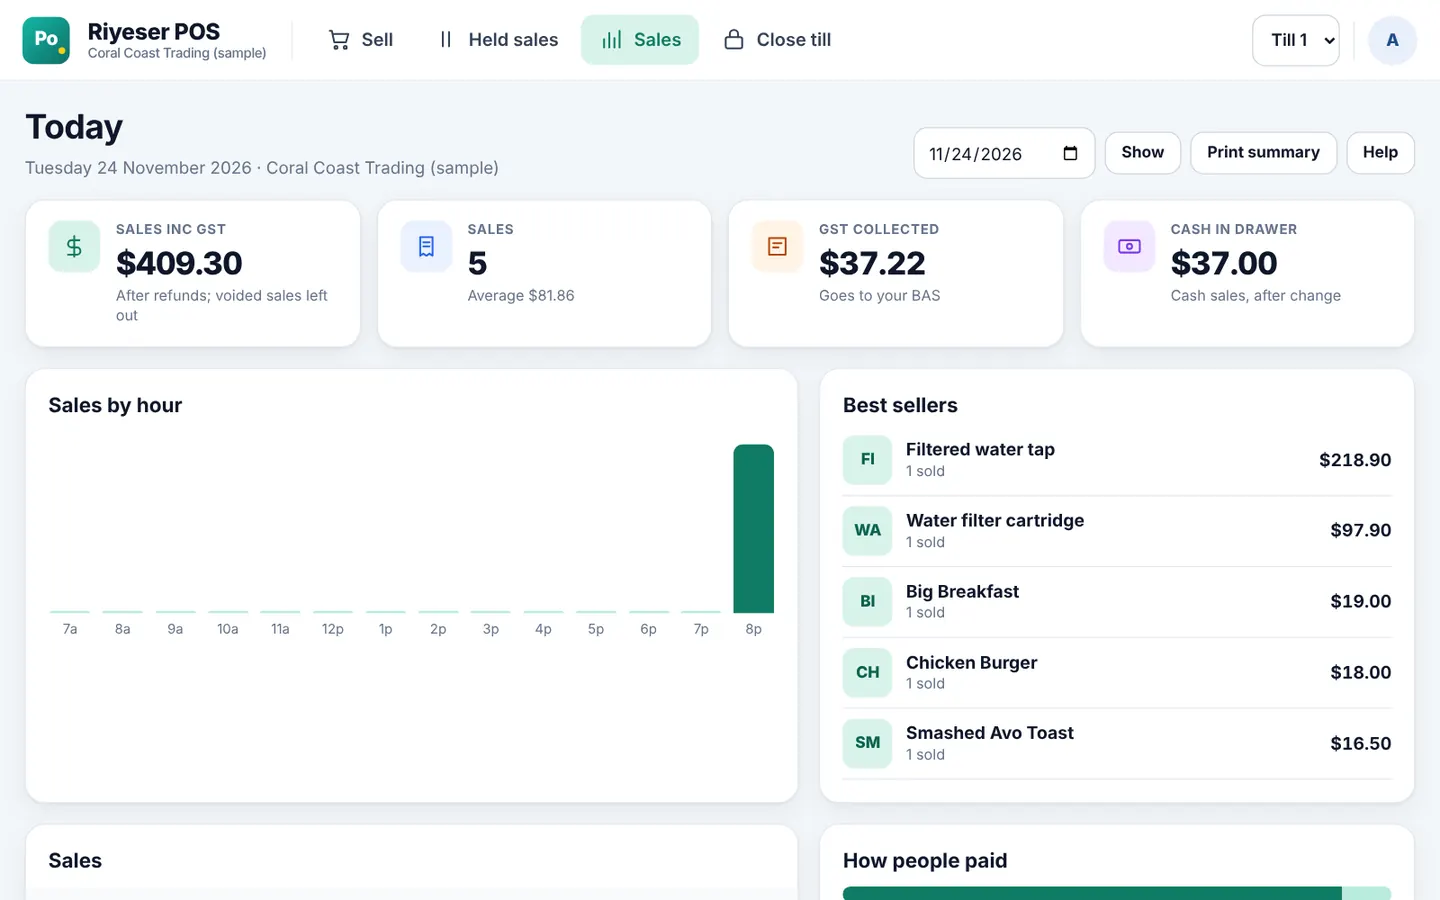 Po
Riyeser POS
Coral Coast Trading (sample)
Sell
Held sales
Sales
Close till
Till 1
A
Today
Tuesday 24 November 2026 · Coral Coast Trading (sample)
11/24/2026
Show
Print summary
Help
SALES INC GST
$409.30
After refunds; voided sales left
out
SALES
5
Average $81.86
GST COLLECTED
$37.22
Goes to your BAS
CASH IN DRAWER
$37.00
Cash sales, after change
Sales by hour
7a 8a 9a 10a 11a 12p 1p 2p 3p 4p 5p 6p 7p 8p
Best sellers
FI
Filtered water tap
1 sold
$218.90
WA
Water filter cartridge
1 sold
$97.90
BI
Big Breakfast
1 sold
$19.00
CH
Chicken Burger
1 sold
$18.00
SM
Smashed Avo Toast
1 sold
$16.50
Sales
How people paid